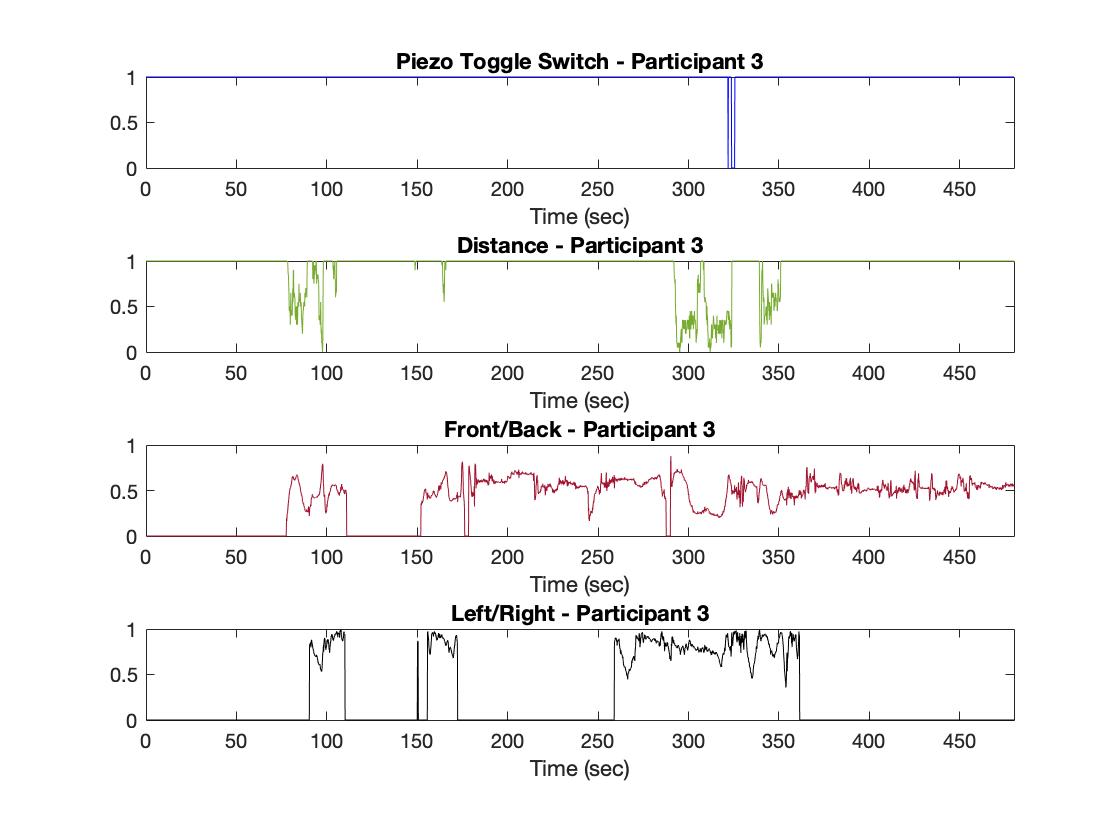 Piezo Toggle Switch - Participant 3
1
0.5
0
0 50 100 150 200 250 300 350 400 450
Time (sec)
Distance - Participant 3
1
0.5
0
0 50 100 150 200 250 300 350 400 450
Time (sec)
Front/Back - Participant 3
1
0.5
0
0 50 100 150 200 250 300 350 400 450
Time (sec)
Left/Right - Participant 3
1
0.5
0
0 50 100 150 200 250 300 350 400 450
Time (sec)